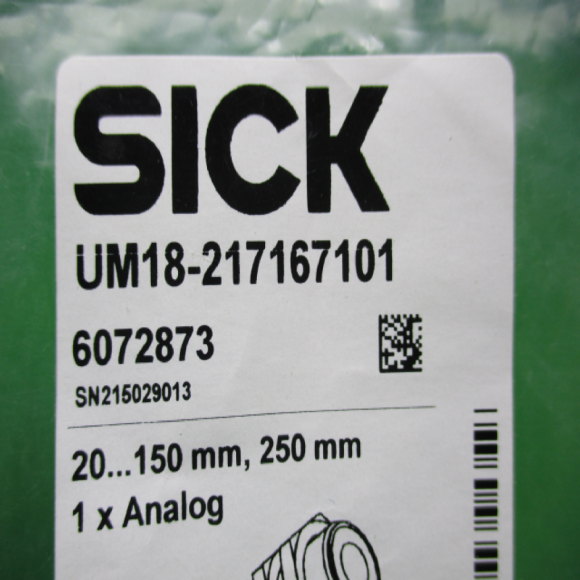 SICK
UM18-217167101
6072873
SN215029013
20...150 mm, 250 mm
1 x Analog